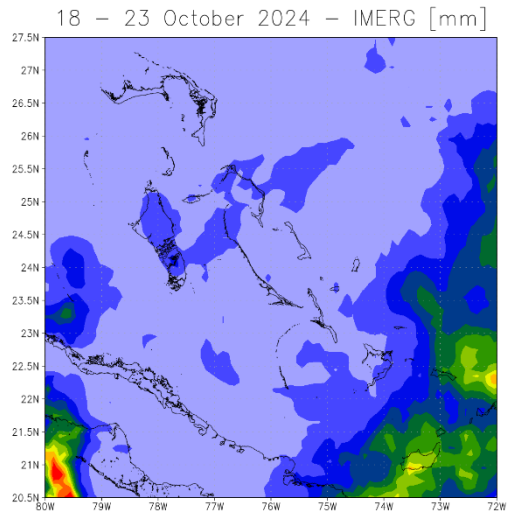 18 – 23 October 2024 – IMERG [mm]
27.5N
27N
26.5N
26N
25.5N
25N
24.5N
24N
23.5N
23N
22.5N
22N
21.5N
21N
20.5N
80W 79W 78W 77W 76W 75W 74W 73W 72W